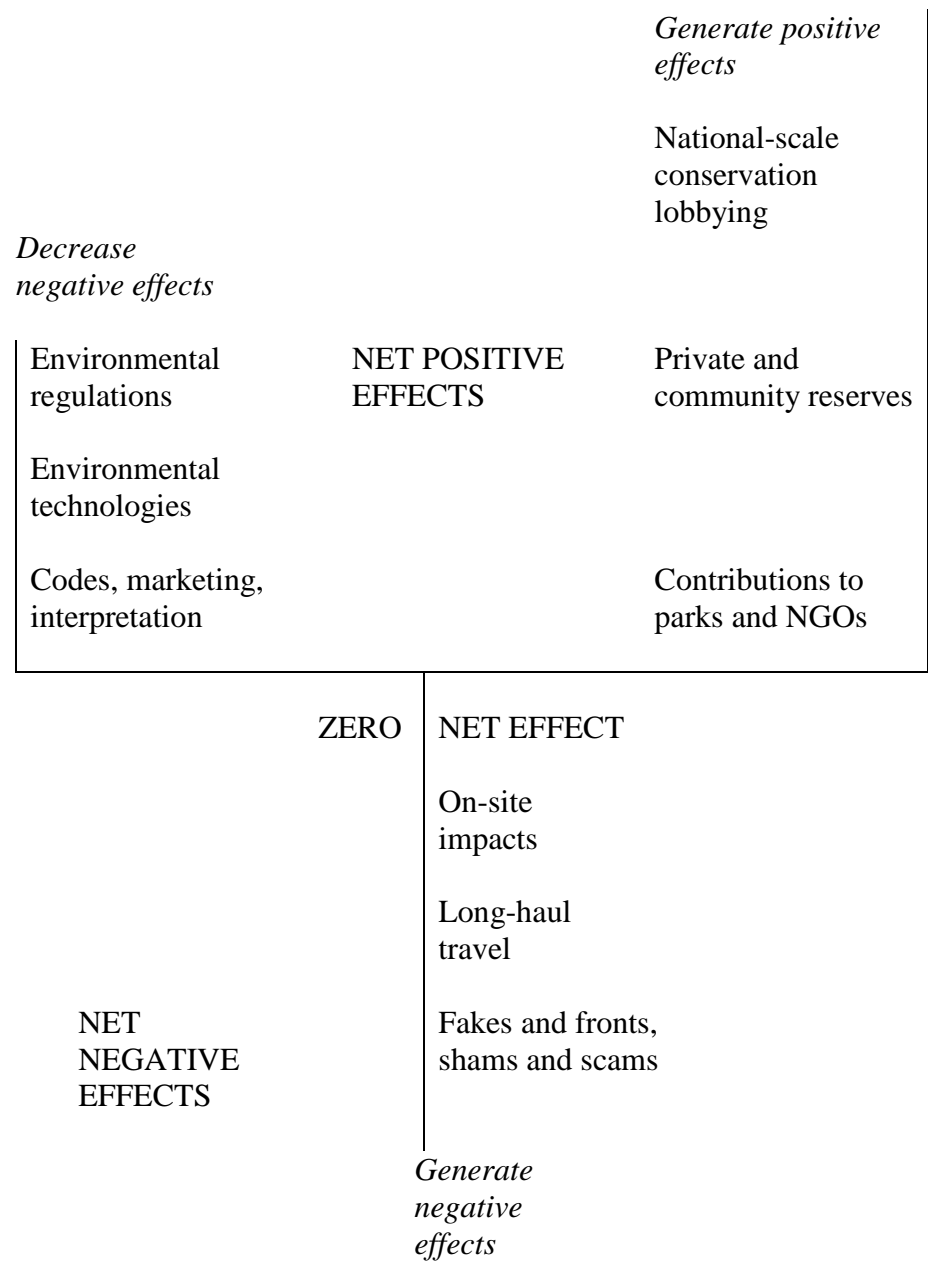 Generate positive
effects
National-scale
conservation
lobbying
Decrease
negative effects
Environmental
regulations
NET POSITIVE
EFFECTS
Private and
community reserves
Environmental
technologies
Codes, marketing,
interpretation
Contributions to
parks and NGOs
ZERO NET EFFECT
On-site
impacts
Long-haul
travel
NET
NEGATIVE
EFFECTS
Fakes and fronts,
shams and scams
Generate
negative
effects